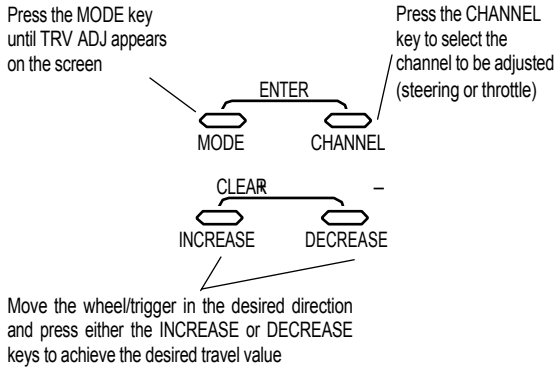 Press the MODE key
until TRV ADJ appears
on the screen
Press the CHANNEL
key to select the
channel to be adjusted
(steering or throttle)
ENTER
MODE
CHANNEL
CLEAR
+
–
INCREASE
DECREASE
Move the wheel/trigger in the desired direction
and press either the INCREASE or DECREASE
keys to achieve the desired travel value